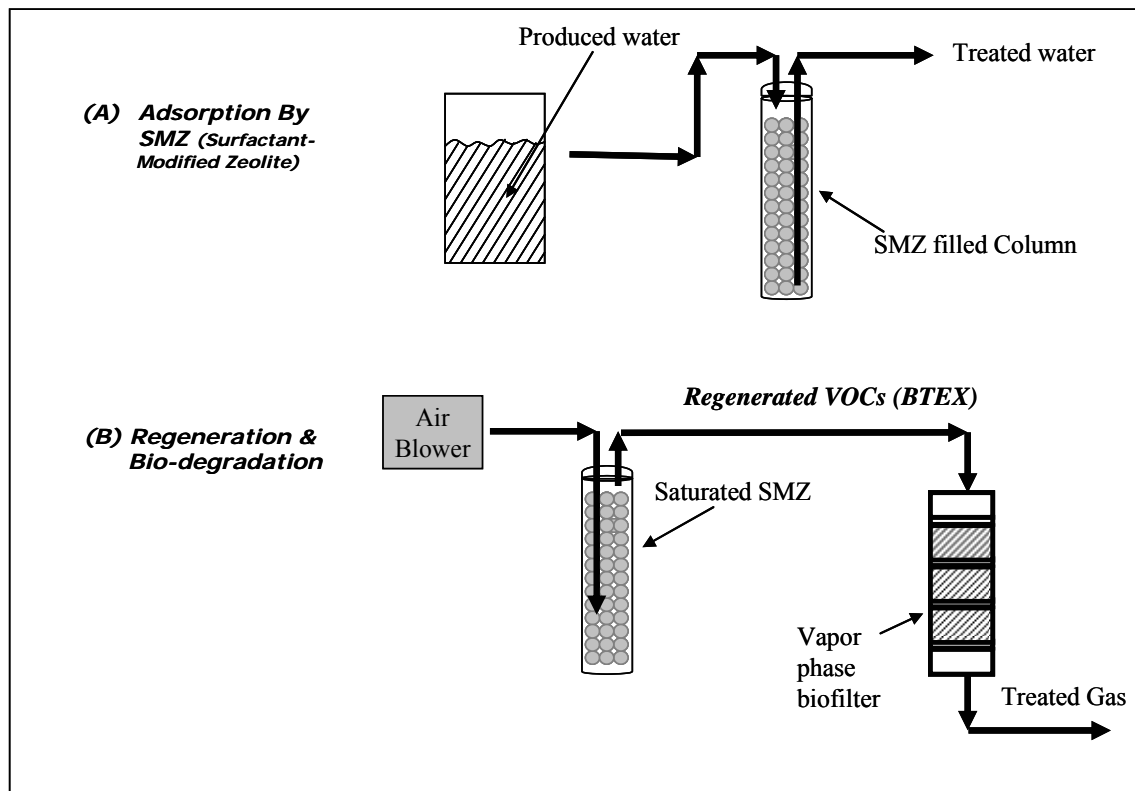 Produced water
Treated water
(A) Adsorption By
SMZ (Surfactant-
Modified Zeolite)
SMZ filled Column
Regenerated VOCs (BTEX)
Air
Blower
(B) Regeneration &
Bio-degradation
Saturated SMZ
Vapor
phase
biofilter
Treated Gas